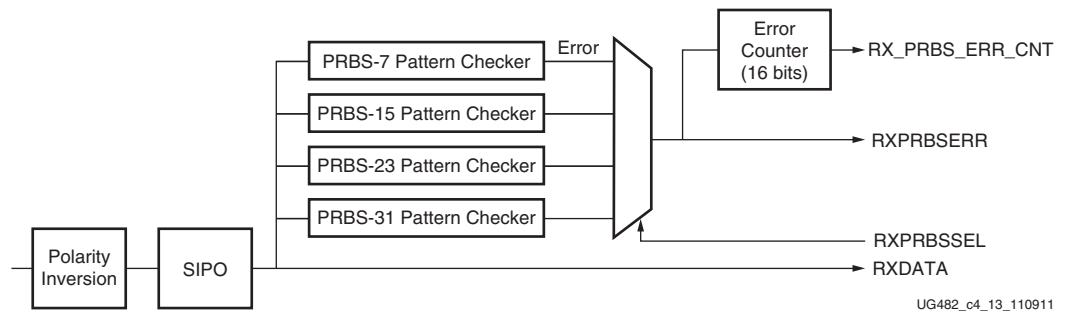 PRBS-7 Pattern Checker
Error
PRBS-15 Pattern Checker
PRBS-23 Pattern Checker
PRBS-31 Pattern Checker
Error
Counter
(16 bits)
RX_PRBS_ERR_CNT
RXPRBSERR
RXPRBSSEL
RXDATA
Polarity
Inversion
SIPO
UG482_c4_13_110911